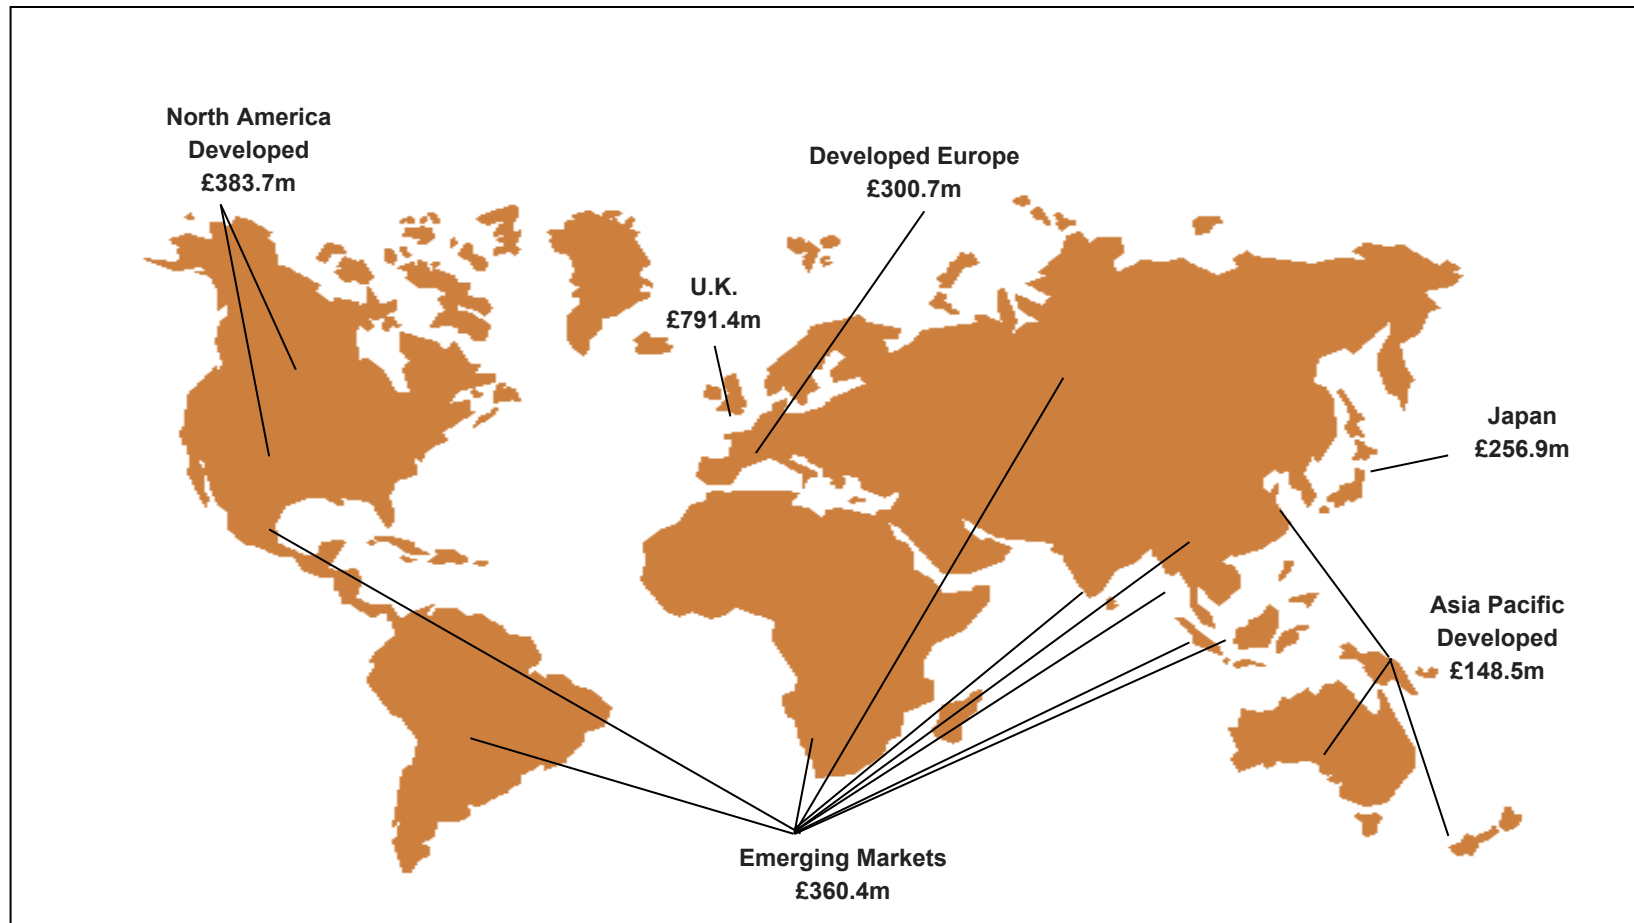 North America
Developed
£383.7m
Developed Europe
£300.7m
U.K.
£791.4m
Japan
£256.9m
Asia Pacific
Developed
£148.5m
Emerging Markets
£360.4m